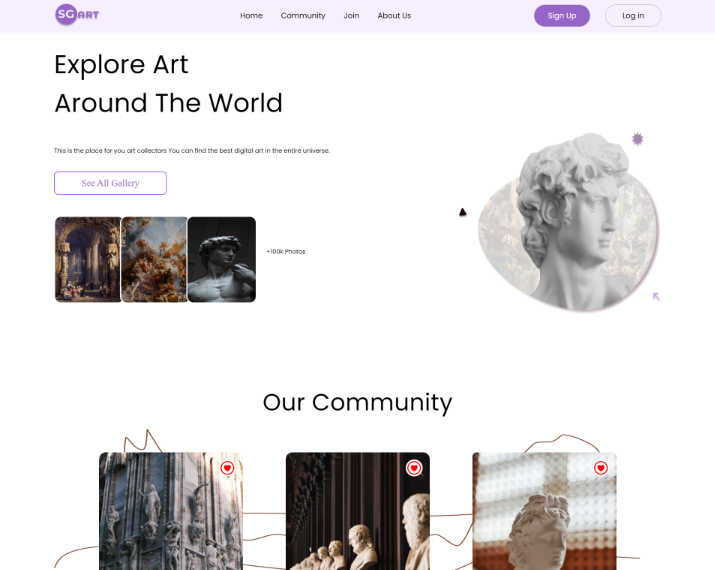 SGART
Home
Community
Join
About Us
Sign Up
Log in
Explore Art
Around The World
This is the place for you art collectors You can find the best digital art in the entire universe.
See All Gallery
+100k Photos
Our Community